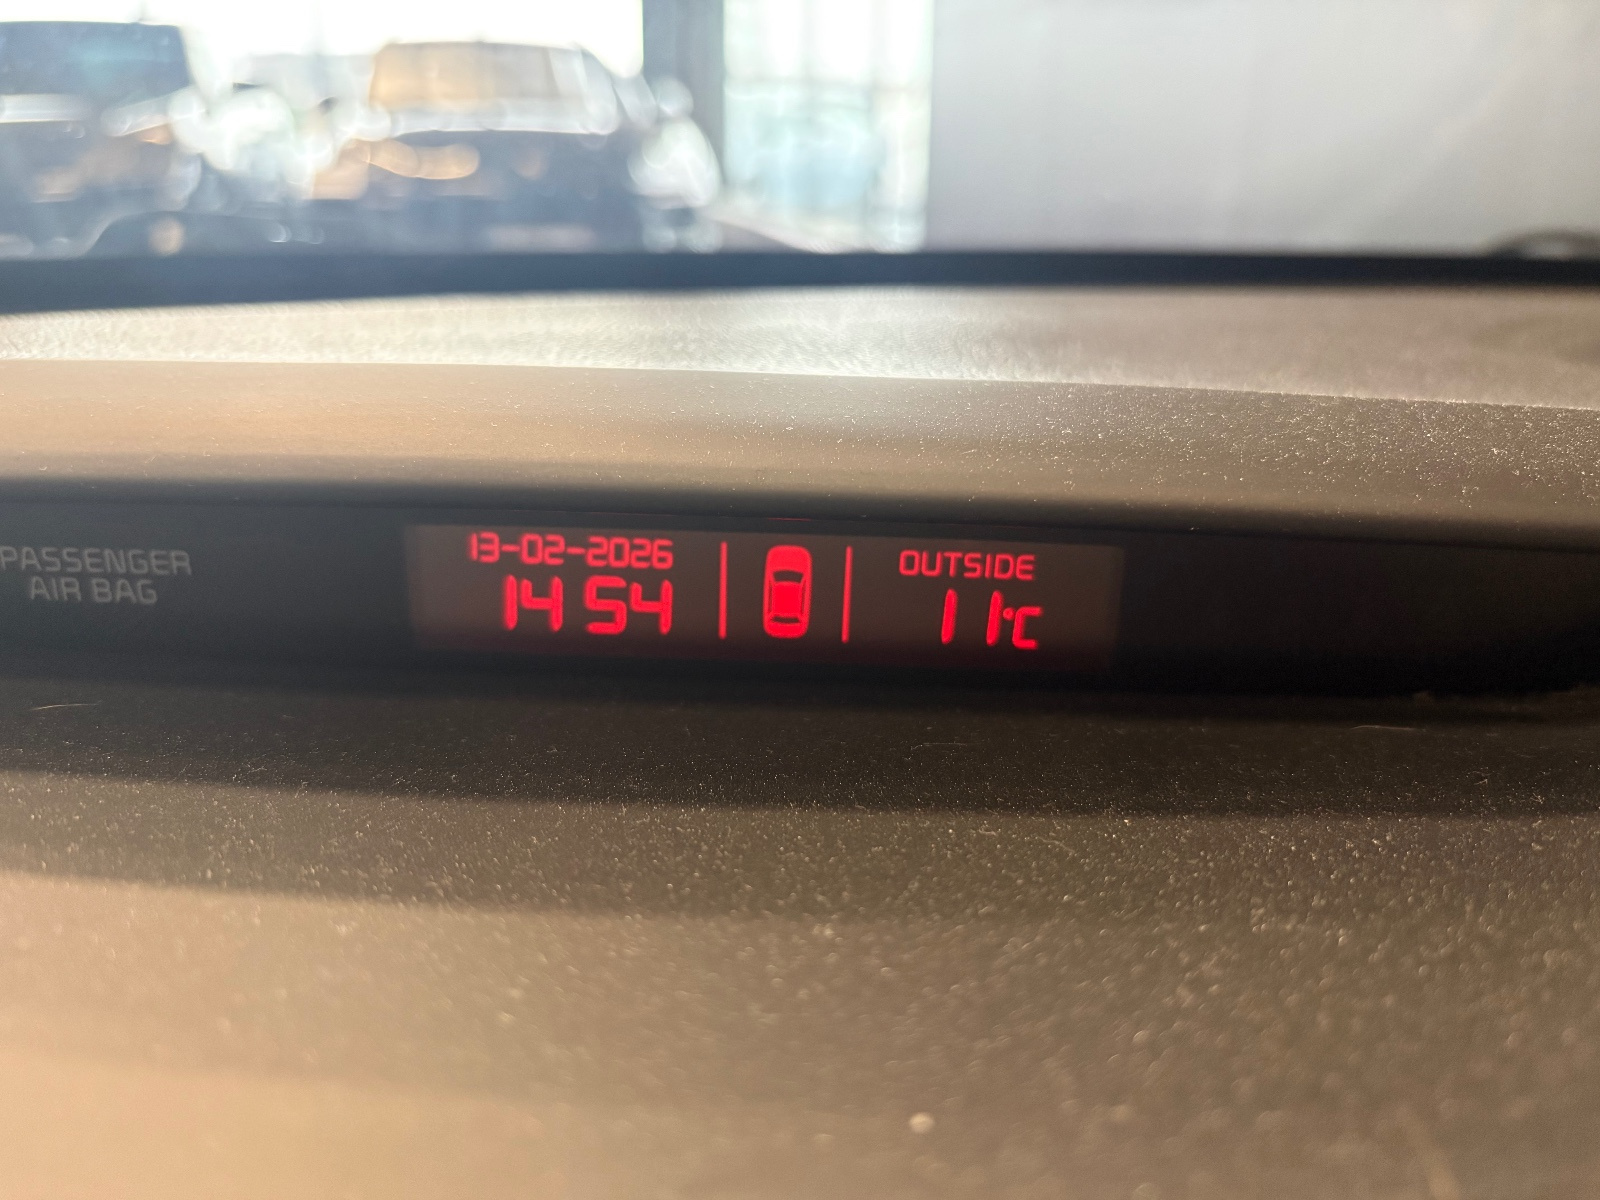 PASSENGER
AIR BAG
13-02-2026
14 54
OUTSIDE
11°C